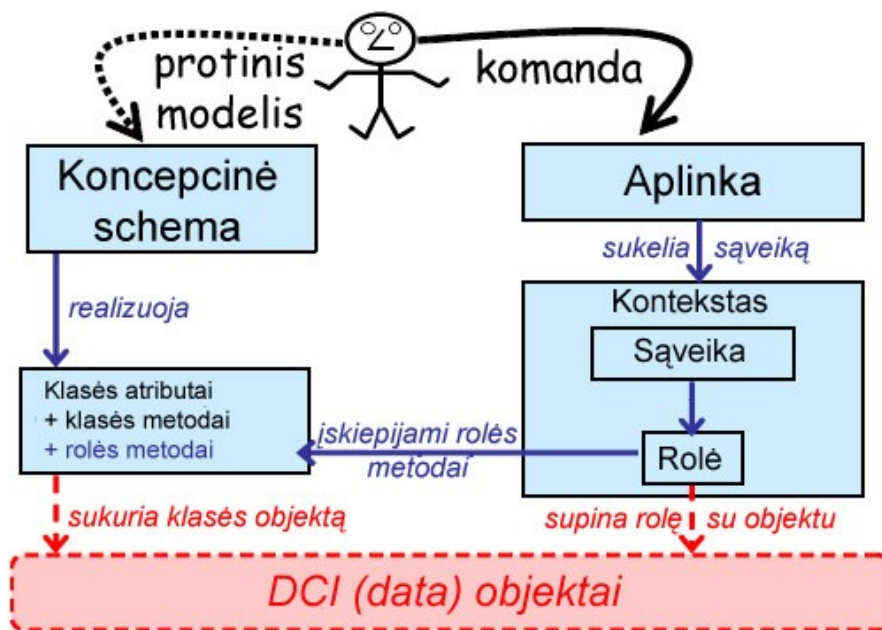 protinis
modelis
komanda
Koncepcinė
schema
Aplinka
sukelia sąveiką
realizuoja
Kontekstas
Sąveika
Klasės atributai
+ klasės metodai
+ rolės metodai
įskiepijami rolės
metodai
Rolė
sukuria klasės objektą
supina rolę su objektu
DCI (data) objektai